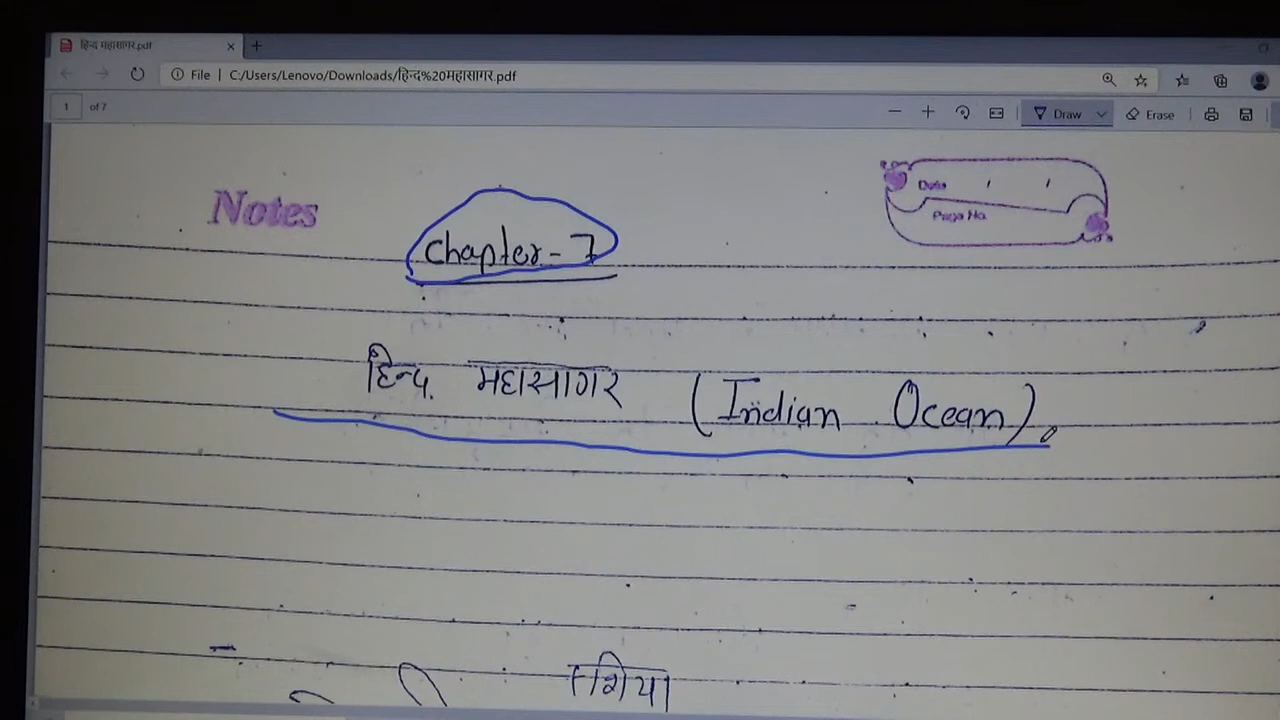 हिन्द महासागर.pdf
File | C:/Users/Lenovo/Downloads/हिन्द%20महासागर.pdf
1 of 7
Draw
Erase
Notes
Date / /
Page No.
Chapter-7
हिन्द महासागर (Indian Ocean)